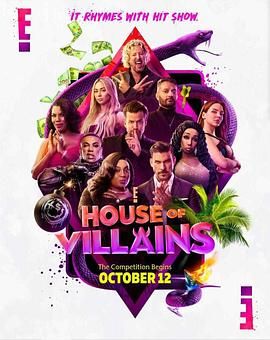 E!
IT RHYMES WITH HIT SHOW.
E
HOUSE OF
VILLAINS
The Competition Begins
OCTOBER 12
E!